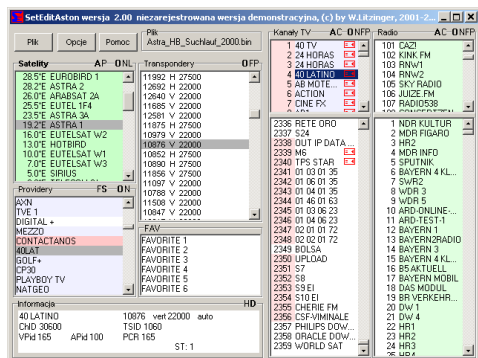 SetEditAston wersja 2.00 niezarejestrowana wersja demonstracyjna, (c) by W.Litzinger, 2001-2...
Plik
Opcje
Pomoc
Plik
Astra_HB_Suchlauf_2000.bin
Satelity AP-ONL
28.5°E EUROBIRD 1
28.2°E ASTRA 2
26.0°E ARABSAT 2A
25.5°E EUTEL 1F4
23.5°E ASTRA 3A
19.2°E ASTRA 1
16.0°E EUTELSAT W2
13.0°E HOTBIRD
10.0°E EUTELSAT W1
7.0°E EUTELSAT W3
5.0°E SIRIUS
Transpondery OFP
11992 H 27500
12692 H 22000
12640 V 22000
11685 V 22000
12581 V 22000
11875 H 27500
10979 V 22000
10876 V 22000
10852 H 22000
10890 H 22000
11856 V 27500
11097 V 22000
10788 V 22000
11508 V 22000
10847 V 22000
Providery FS ON
AXN
TVE 1
DIGITAL +
MEZZO
CONTACTANOS
40LAT
GOLF+
CP30
PLAYBOY TV
NATGEO
FAV
FAVORITE 1
FAVORITE 2
FAVORITE 3
FAVORITE 4
FAVORITE 5
FAVORITE 6
Informacja HD
40 LATINO 10876 vert 22000 auto
ChID 30600 TSID 1060
VPid 165 APid 100 PCR 165
ST: 1
Kanały TV AC-ONFP
1 40 TV
2 24 HORAS
3 24 HORAS
4 40 LATINO
5 AB MOTE...
6 ACTION
7 CINE FX
2336 RETE ORO
2337 S24
2338 OUT IP DATA ...
2339 M6
2340 TPS STAR
2341 01 03 01 35
2342 01 06 01 35
2343 01 04 01 35
2344 01 46 01 63
2345 01 03 06 23
2346 01 04 06 23
2347 02 01 01 72
2348 02 02 01 72
2349 BOLSA
2350 UPLOAD
2351 S7
2352 S8
2353 S9 EI
2354 S10 EI
2355 CHERIE FM
2356 CSF-VIMINALE
2357 PHILIPS DOW...
2358 ORACLE DOW...
2359 WORLD SAT
Radio AC-ONFP
101 CAZ!
102 KINK FM
103 RNW1
104 RNW2
105 SKY RADIO
106 JUIZE.FM
107 RADIO538
1 NDR KULTUR
2 MDR FIGARO
3 HR2
4 MDR INFO
5 SPUTNIK
6 BAYERN 4 KL...
7 SWR2
8 WDR 3
9 WDR 5
10 ARD-ONLINE-...
11 ARD-TEST-1
12 BAYERN 1
13 BAYERN2RADIO
14 BAYERN 3
15 BAYERN 4 KL...
16 B5 AKTUELL
17 BAYERN MOBIL
18 DAS MODUL
19 BR VERKEHR...
20 DW 1
21 DW 4
22 HR1
23 HR2
24 HR3
25 HR4